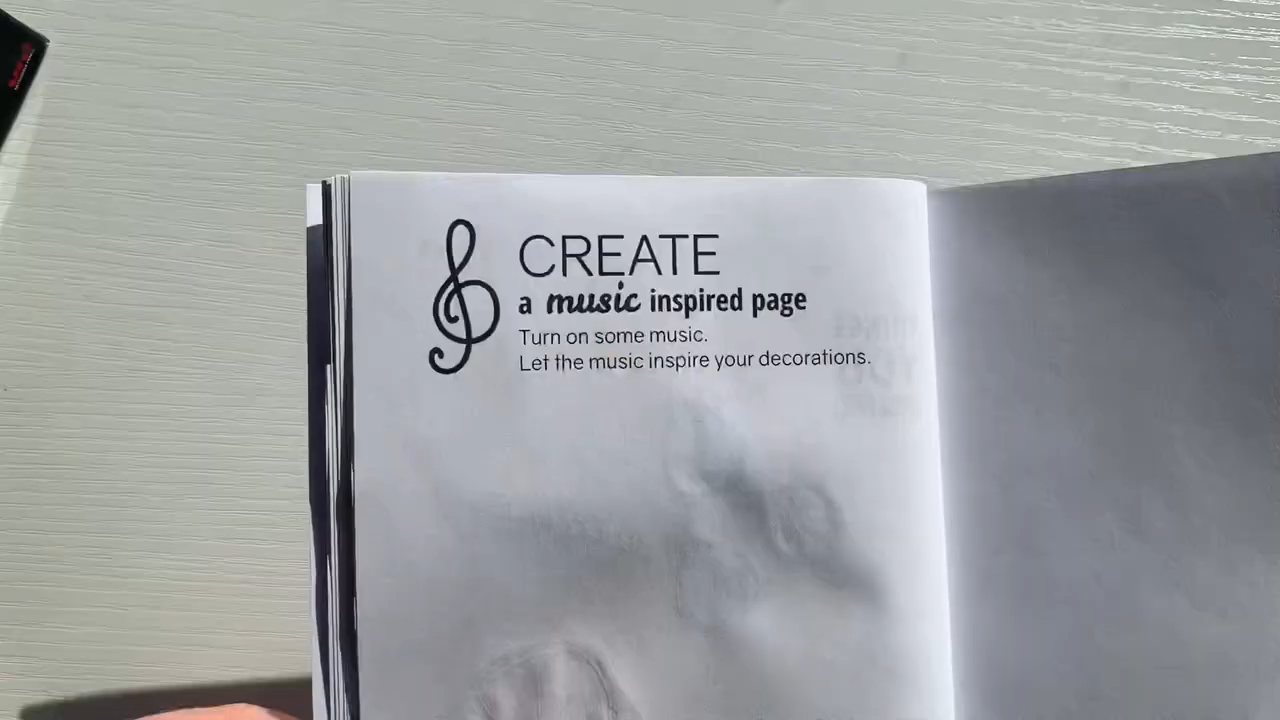 CREATE
a music inspired page
Turn on some music.
Let the music inspire your decorations.